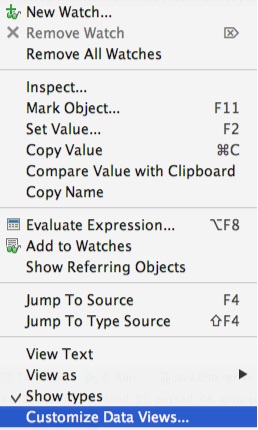 New Watch...
Remove Watch ⌦
Remove All Watches
Inspect...
Mark Object... F11
Set Value... F2
Copy Value ⌘C
Compare Value with Clipboard
Copy Name
Evaluate Expression... ⌥F8
Add to Watches
Show Referring Objects
Jump To Source F4
Jump To Type Source ⇧F4
View Text
View as
Show types
Customize Data Views...